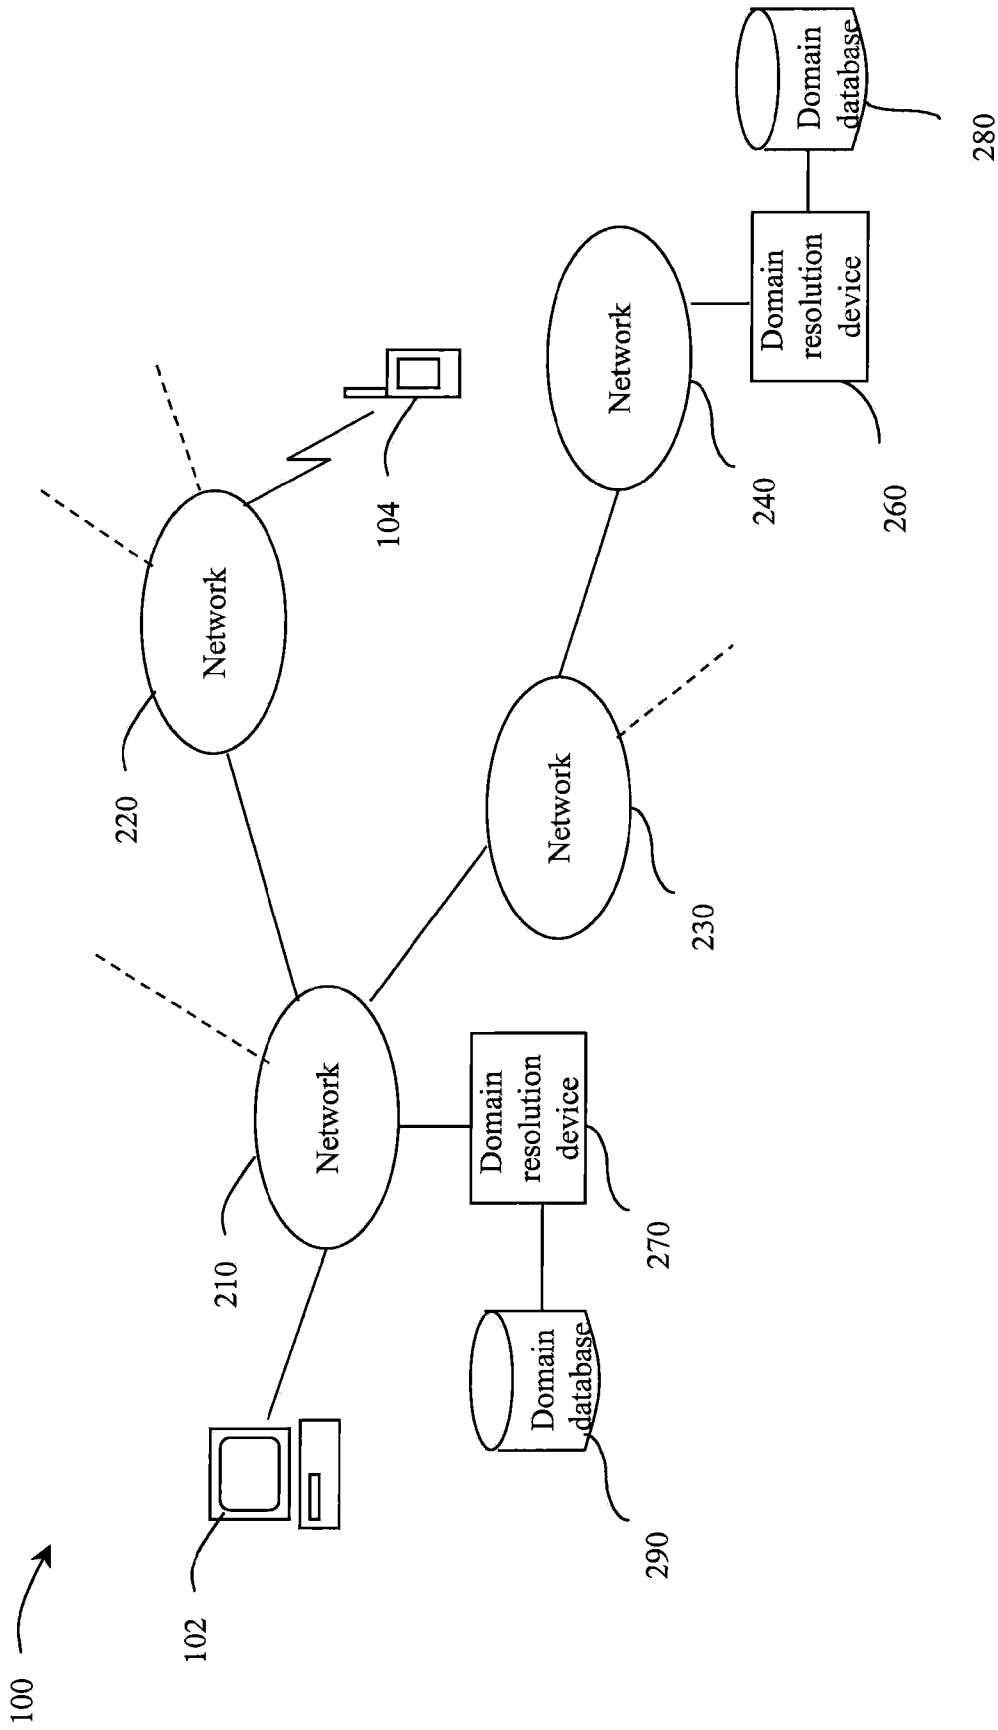 100
102
210
Network
220
Network
104
290
Domain
database
270
Domain
resolution
device
230
Network
240
Network
260
Domain
resolution
device
280
Domain
database